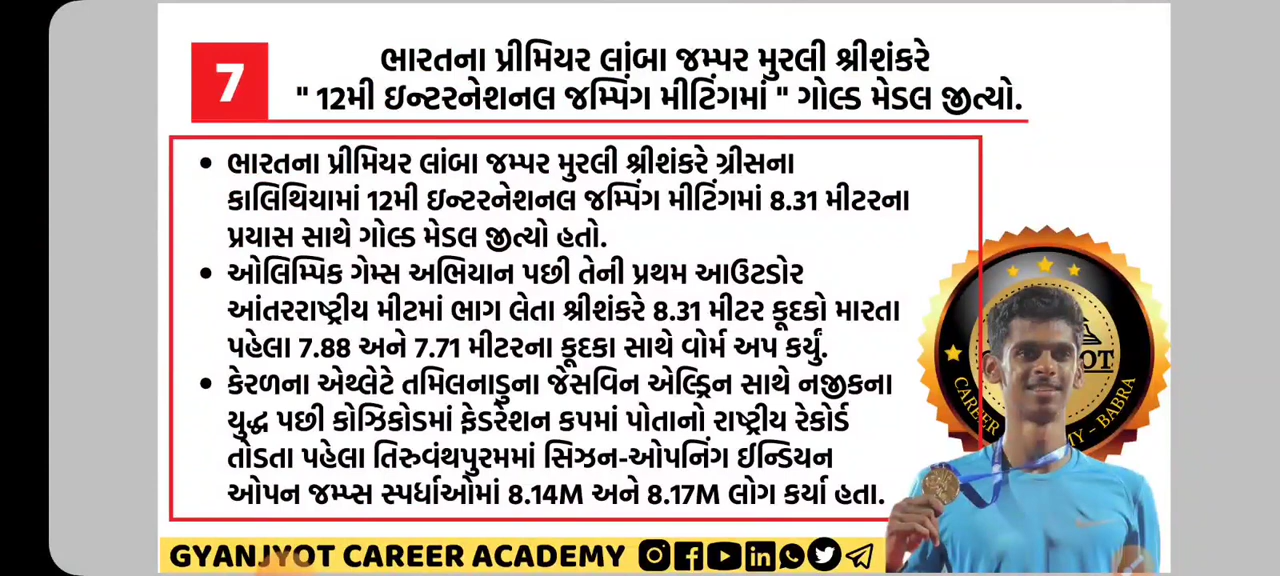 7
ભારતના પ્રીમિયર લાંબા જમ્પર મુરલી શ્રીશંકરે
" 12મી ઇન્ટરનેશનલ જમ્પિંગ મીટિંગમાં " ગોલ્ડ મેડલ જીત્યો.
• ભારતના પ્રીમિયર લાંબા જમ્પર મુરલી શ્રીશંકરે ગ્રીસના
કાલિથિયામાં 12મી ઇન્ટરનેશનલ જમ્પિંગ મીટિંગમાં 8.31 મીટરના
પ્રયાસ સાથે ગોલ્ડ મેડલ જીત્યો હતો.
• ઓલિમ્પિક ગેમ્સ અભિયાન પછી તેની પ્રથમ આઉટડોર
આંતરરાષ્ટ્રીય મીટમાં ભાગ લેતા શ્રીશંકરે 8.31 મીટર કૂદકો મારતા
પહેલા 7.88 અને 7.71 મીટરના કૂદકા સાથે વોર્મ અપ કર્યું.
• કેરળના એથ્લેટે તમિલનાડુના જેસવિન એલ્ડ્રિન સાથે નજીકના
યુદ્ધ પછી કોઝિકોડમાં ફેડરેશન કપમાં પોતાનો રાષ્ટ્રીય રેકોર્ડ
તોડતા પહેલા તિરુવંથપુરમમાં સિઝન-ઓપનિંગ ઈન્ડિયન
ઓપન જમ્પ્સ સ્પર્ધાઓમાં 8.14M અને 8.17M લોગ કર્યા હતા.
CAREER
- BABRA
GYANJYOT CAREER ACADEMY